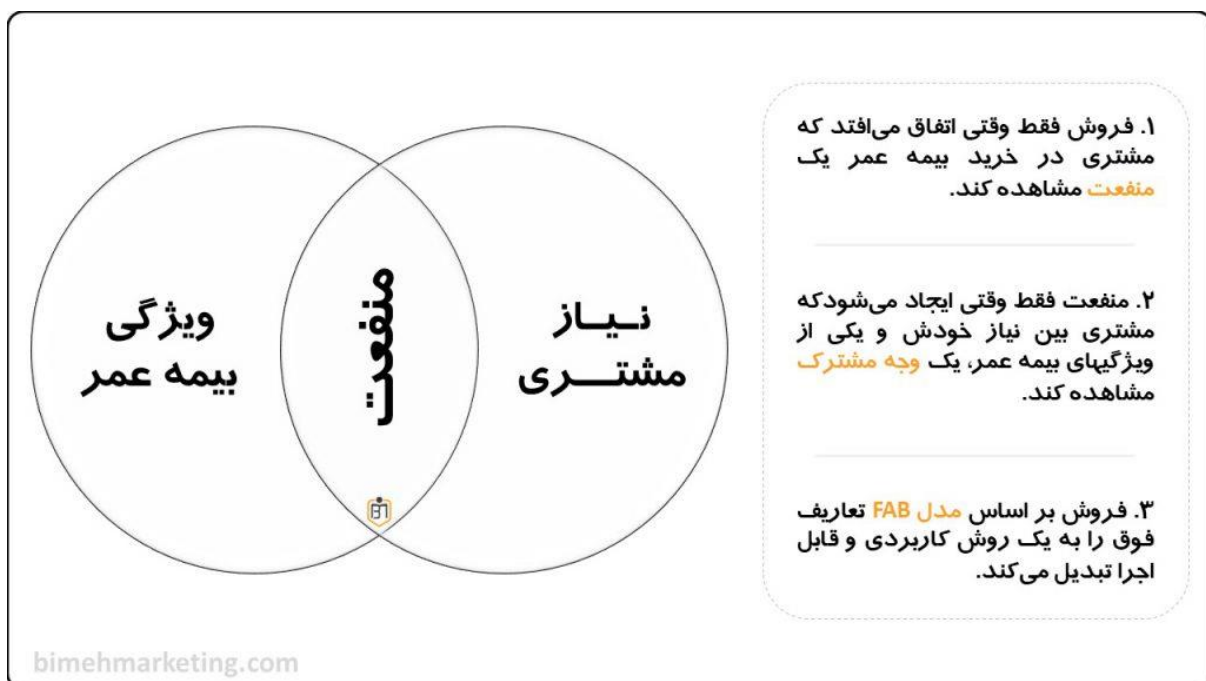 ۱. فروش فقط وقتی اتفاق می‌افتد که
مشتری در خرید بیمه عمر یک
منفعت مشاهده کند.
۲. منفعت فقط وقتی ایجاد می‌شودکه
مشتری بین نیاز خودش و یکی از
ویژگیهای بیمه عمر، یک وجه مشترک
مشاهده کند.
۳. فروش بر اساس مدل FAB تعاریف
فوق را به یک روش کاربردی و قابل
اجرا تبدیل می‌کند.
نـیـاز
مشتـــری
منفعت
ویژگی
بیمه عمر
bimehmarketing.com